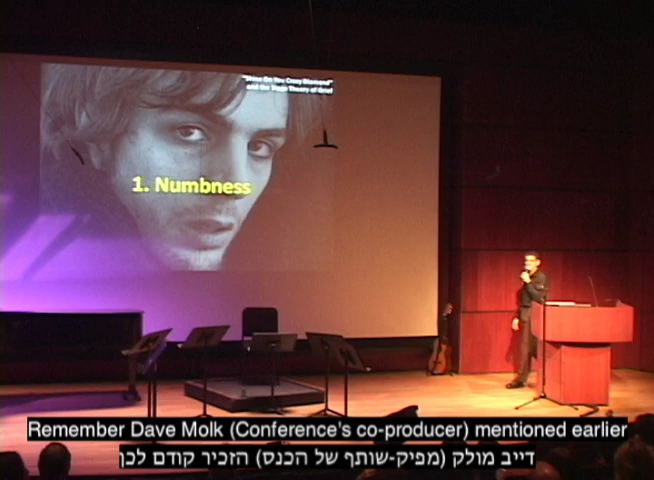 "Shine On You Crazy Diamond"
and the Stage Theory of Grief
1. Numbness
Remember Dave Molk (Conference's co-producer) mentioned earlier
דייב מולק (מפיק-שותף של הכנס) הזכיר קודם לכן